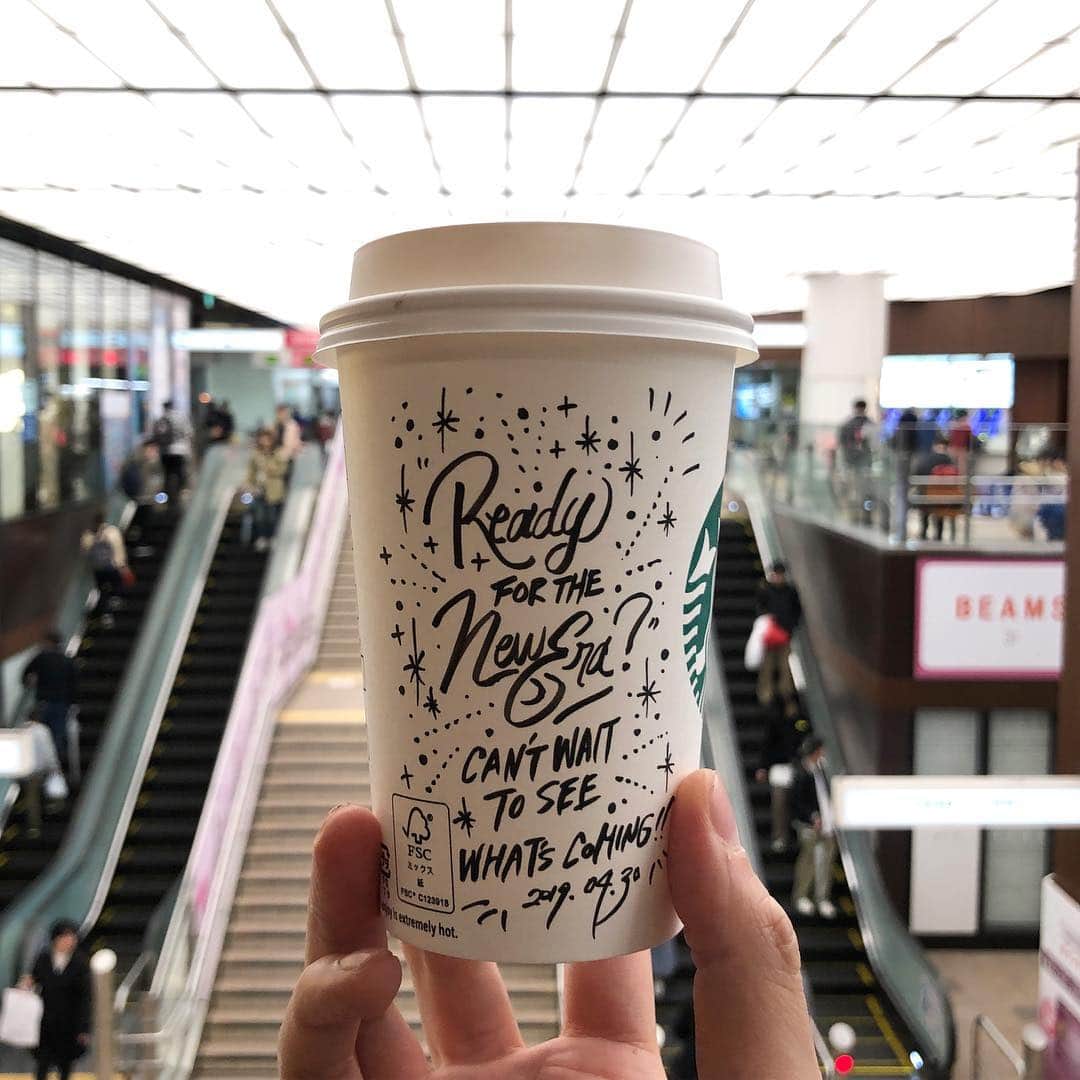 "Ready
FOR THE
New Era?"
CAN'T WAIT
TO SEE
WHAT'S COMING!!
2019. 04. 30
FSC
ミックス
紙
FSC® C123018
is extremely hot.
BEAMS